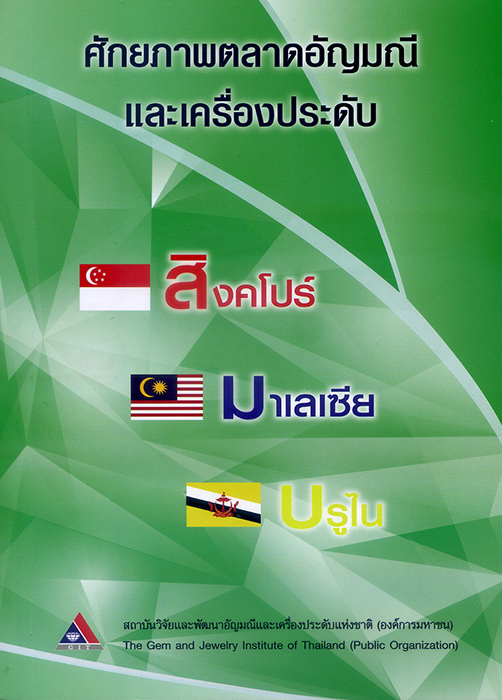 ศักยภาพตลาดอัญมณี
และเครื่องประดับ
สิงคโปร์
มาเลเซีย
บรูไน
สถาบันวิจัยและพัฒนาอัญมณีและเครื่องประดับแห่งชาติ (องค์การมหาชน)
The Gem and Jewelry Institute of Thailand (Public Organization)
GIT